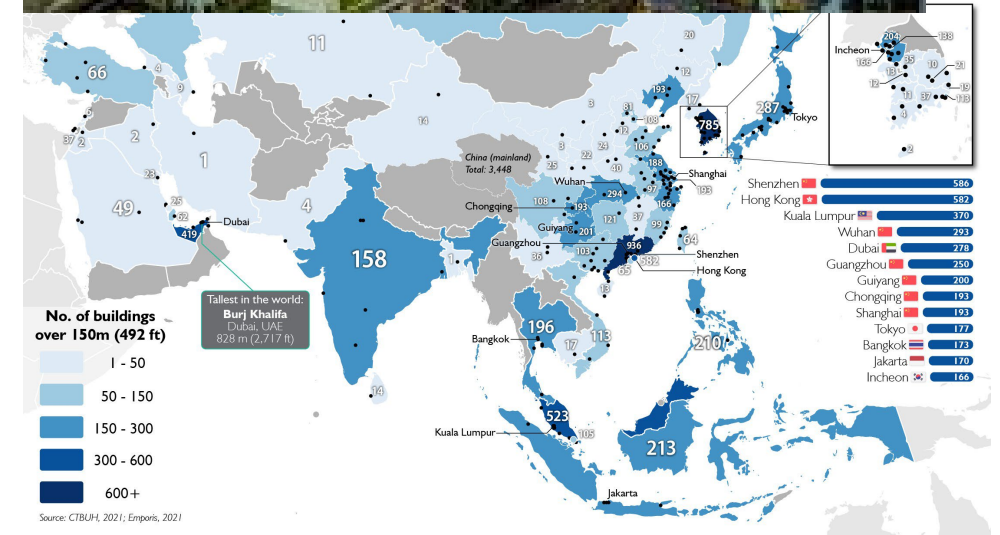 11
66
4
9
5
37
2
2
1
23
49
25
62
419
Dubai
4
158
1
14
Tallest in the world:
Burj Khalifa
Dubai, UAE
828 m (2,717 ft)
No. of buildings
over 150m (492 ft)
1 - 50
50 - 150
150 - 300
300 - 600
600+
Source: CTBUH, 2021; Emporis, 2021
20
12
193
17
3
14
81
108
12
106
3
24
22
25
40
188
China (mainland)
Total: 3,448
Wuhan
294
97
Shanghai
193
Chongqing
108
193
166
121
37
99
Guiyang
201
Guangzhou
936
36
103
64
582
65
Shenzhen
Hong Kong
13
785
287
Tokyo
204
138
Incheon
166
35
13
10
21
12
11
37
19
113
4
2
Shenzhen 586
Hong Kong 582
Kuala Lumpur 370
Wuhan 293
Dubai 278
Guangzhou 250
Guiyang 200
Chongqing 193
Shanghai 193
Tokyo 177
Bangkok 173
Jakarta 170
Incheon 166
196
Bangkok
17
113
210
523
Kuala Lumpur
105
213
Jakarta